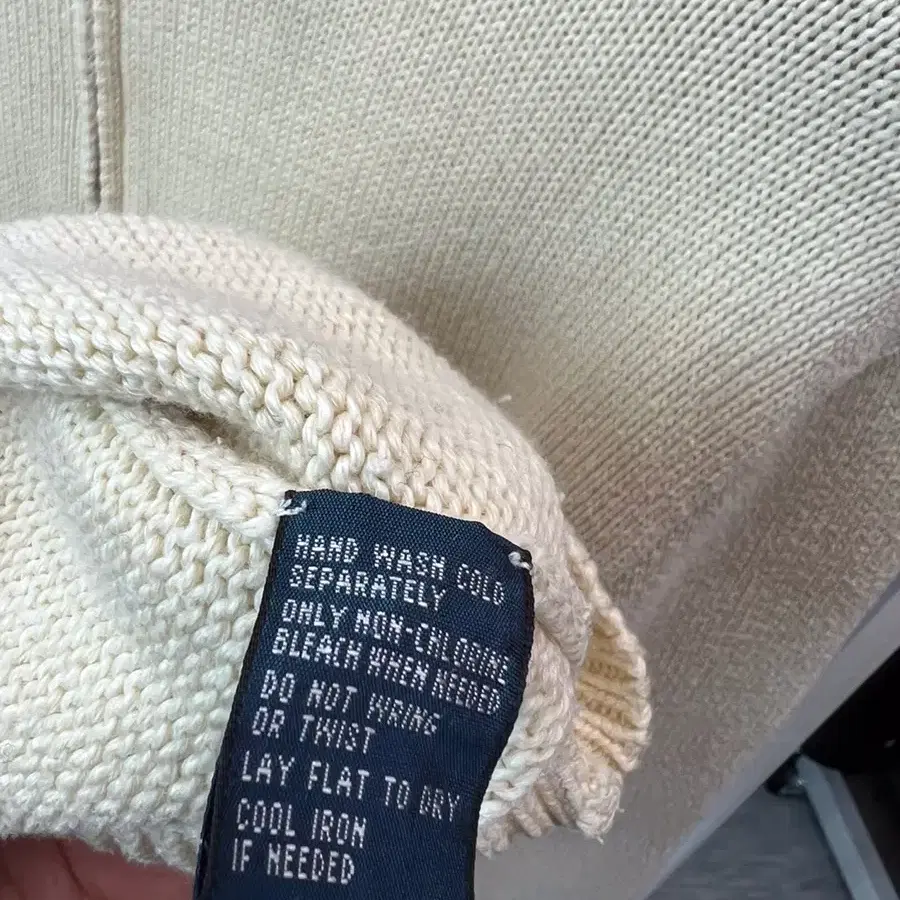 HAND WASH COLD
SEPARATELY
ONLY NON-CHLORINE
BLEACH WHEN NEEDED
DO NOT WRING
OR TWIST
LAY FLAT TO DRY
COOL IRON
IF NEEDED